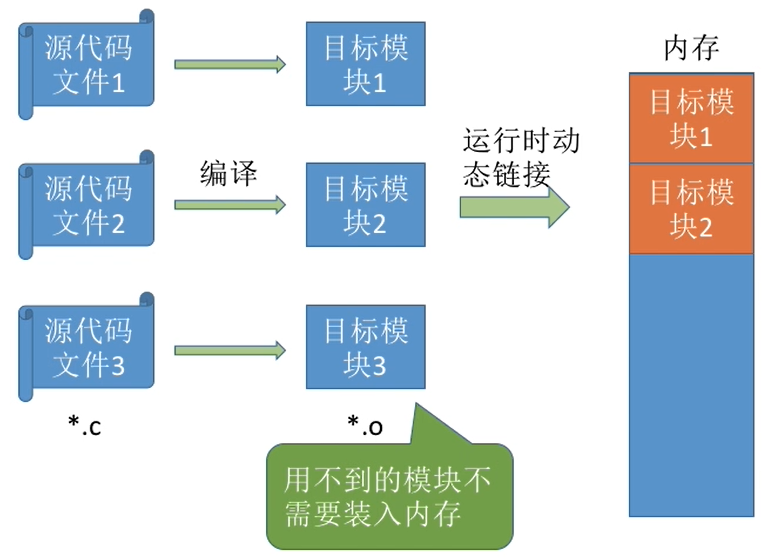 源代码
文件1
目标模
块1
内存
目标模
块1
源代码
文件2
编译
目标模
块2
运行时动
态链接
目标模
块2
源代码
文件3
目标模
块3
*.c
*.o
用不到的模块不
需要装入内存